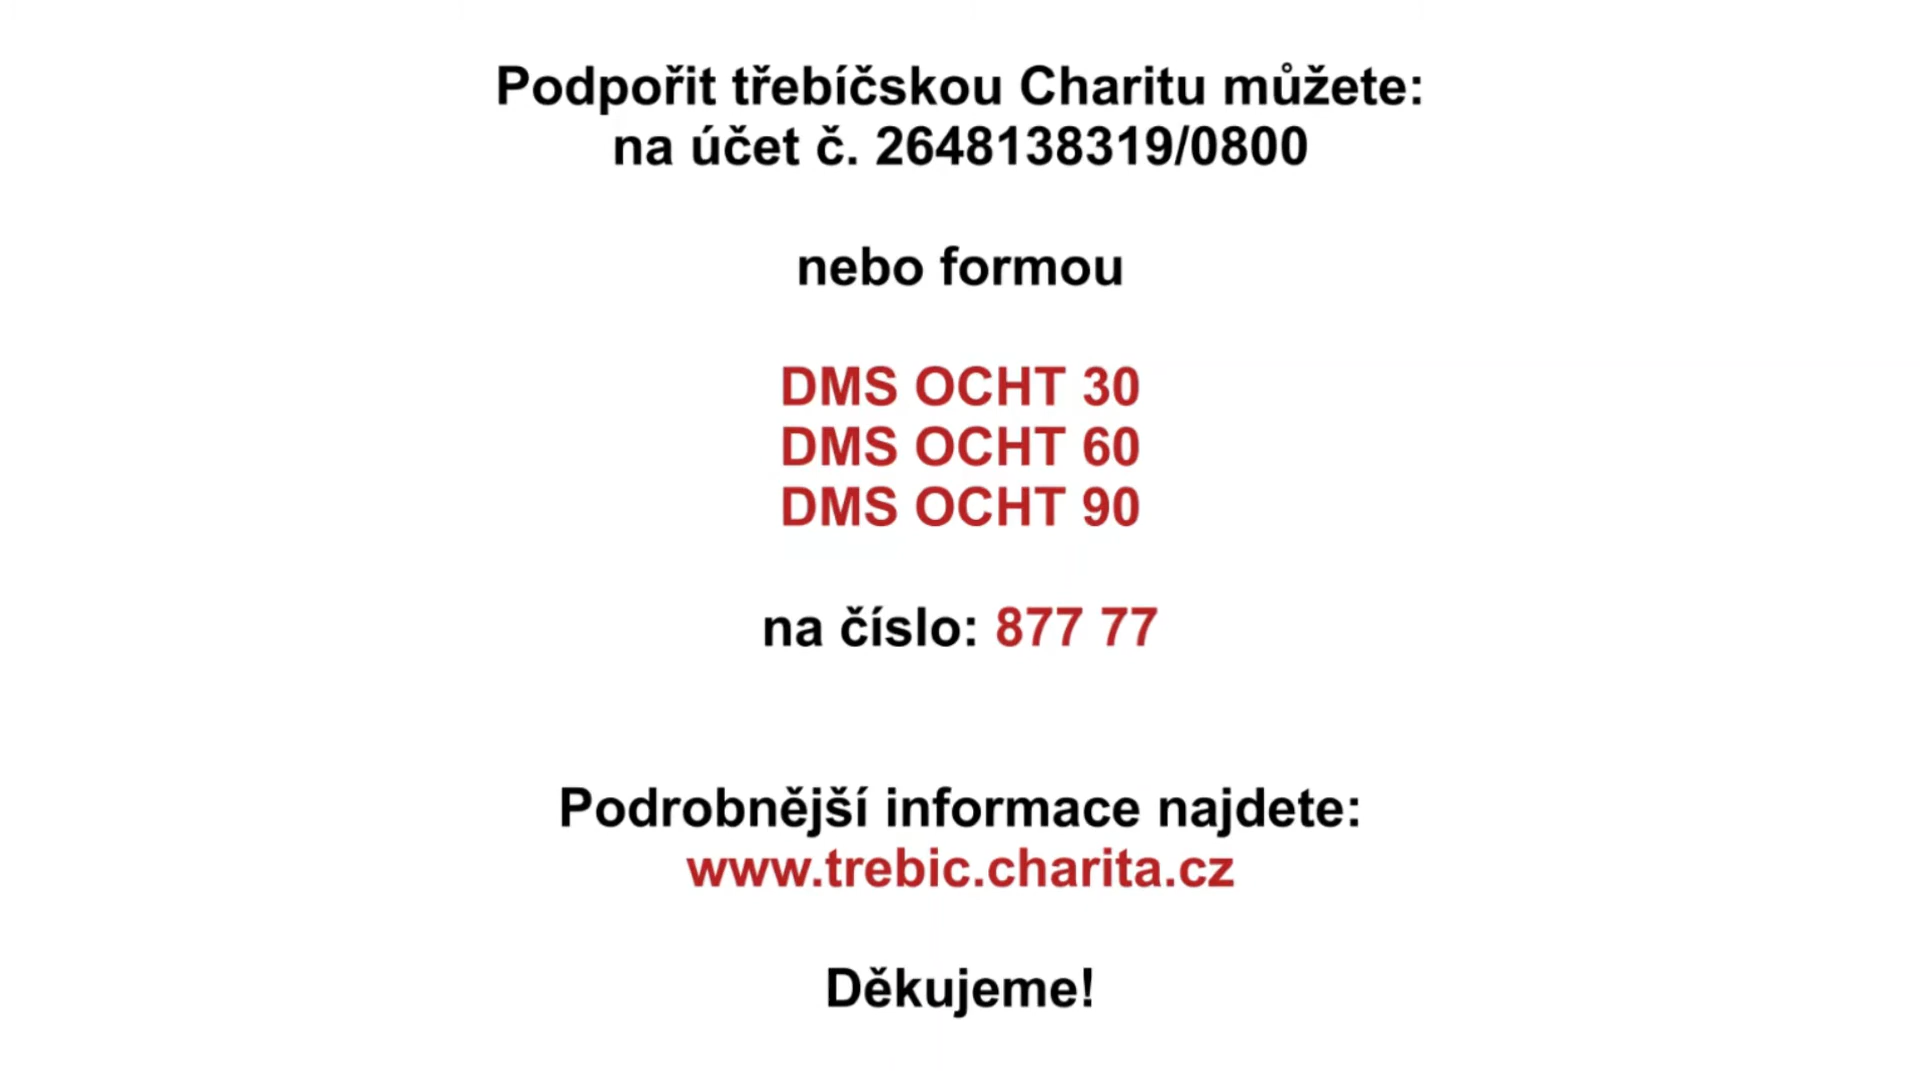 Podpořit třebíčskou Charitu můžete:
na účet č. 2648138319/0800
nebo formou
DMS OCHT 30
DMS OCHT 60
DMS OCHT 90
na číslo: 877 77
Podrobnější informace najdete:
www.trebic.charita.cz
Děkujeme!